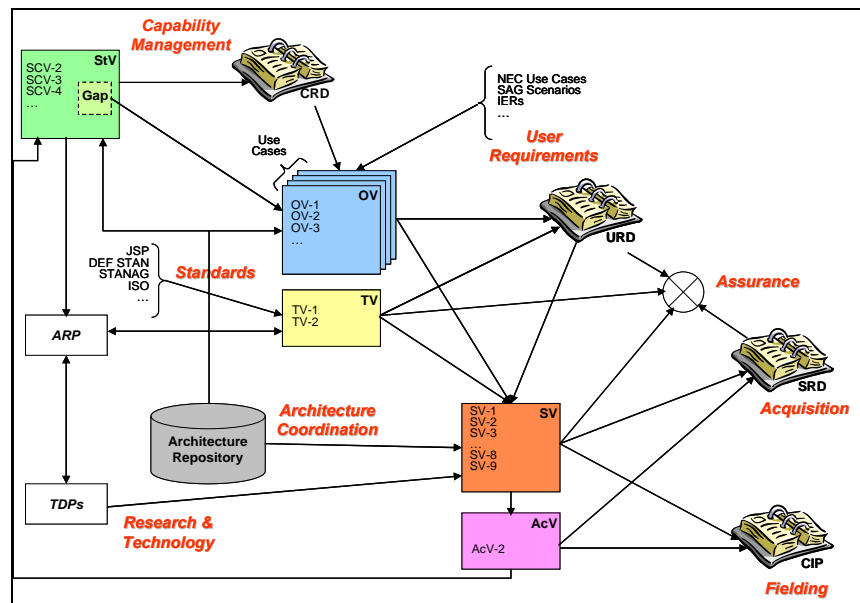 Capability
Management
StV
SCV-2
SCV-3
SCV-4
...
Gap
CRD
NEC Use Cases
SAG Scenarios
IERs
...
User
Requirements
Use
Cases
OV
OV-1
OV-2
OV-3
...
URD
JSP
DEF STAN
STANAG
ISO
...
Standards
Assurance
TV
TV-1
TV-2
ARP
SRD
Acquisition
Architecture
Coordination
SV
SV-1
SV-2
SV-3
...
SV-8
SV-9
Architecture
Repository
TDPs
Research &
Technology
AcV
AcV-2
CIP
Fielding